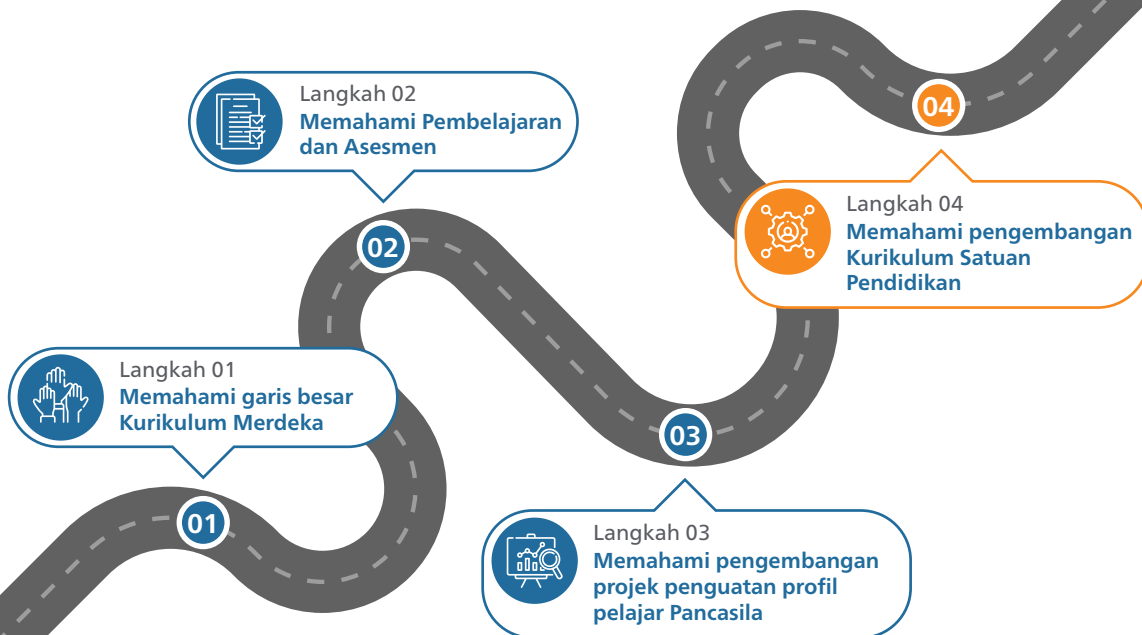 Langkah 01
Memahami garis besar
Kurikulum Merdeka
01
Langkah 02
Memahami Pembelajaran
dan Asesmen
02
Langkah 03
Memahami pengembangan
projek penguatan profil
pelajar Pancasila
03
Langkah 04
Memahami pengembangan
Kurikulum Satuan
Pendidikan
04